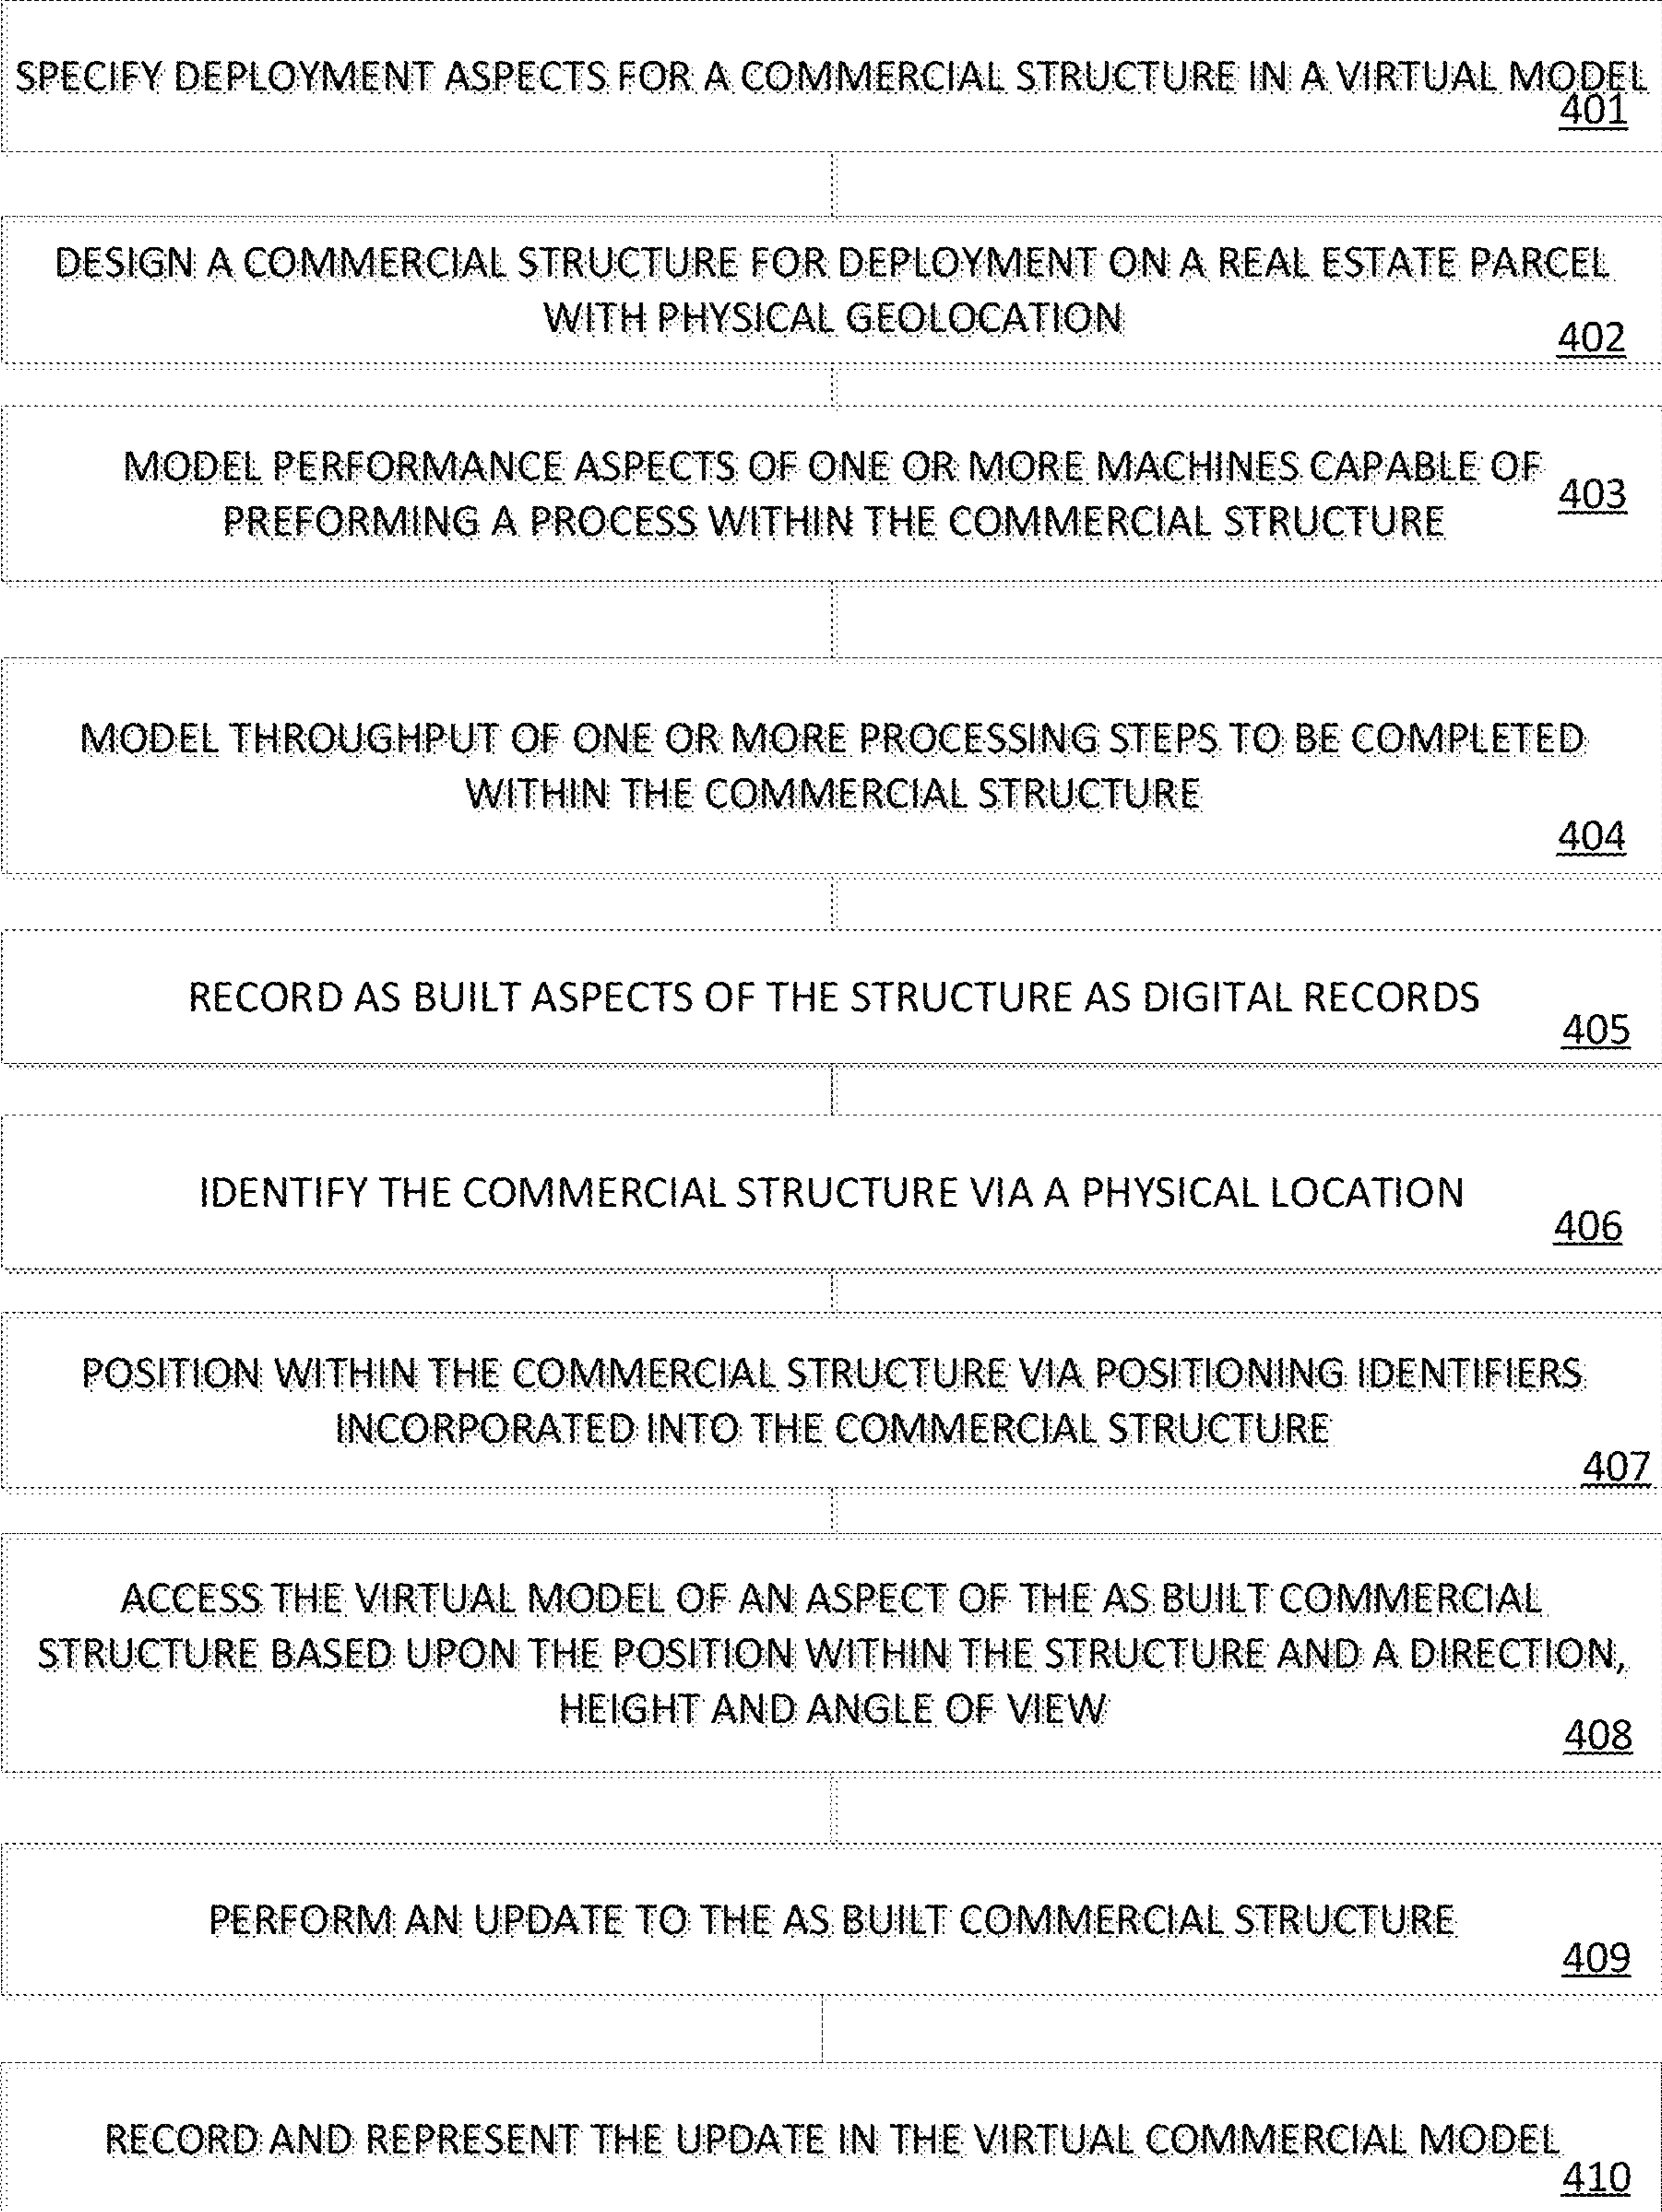 SPECIFY DEPLOYMENT ASPECTS FOR A COMMERCIAL STRUCTURE IN A VIRTUAL MODEL
401
DESIGN A COMMERCIAL STRUCTURE FOR DEPLOYMENT ON A REAL ESTATE PARCEL
WITH PHYSICAL GEOLOCATION
402
MODEL PERFORMANCE ASPECTS OF ONE OR MORE MACHINES CAPABLE OF
403
PREFORMING A PROCESS WITHIN THE COMMERCIAL STRUCTURE
MODEL THROUGHPUT OF ONE OR MORE PROCESSING STEPS TO BE COMPLETED
WITHIN THE COMMERCIAL STRUCTURE
404
RECORD AS BUILT ASPECTS OF THE STRUCTURE AS DIGITAL RECORDS
405
IDENTIFY THE COMMERCIAL STRUCTURE VIA A PHYSICAL LOCATION
406
POSITION WITHIN THE COMMERCIAL STRUCTURE VIA POSITIONING IDENTIFIERS
INCORPORATED INTO THE COMMERCIAL STRUCTURE
407
ACCESS THE VIRTUAL MODEL OF AN ASPECT OF THE AS BUILT COMMERCIAL
STRUCTURE BASED UPON THE POSITION WITHIN THE STRUCTURE AND A DIRECTION,
HEIGHT AND ANGLE OF VIEW
408
PERFORM AN UPDATE TO THE AS BUILT COMMERCIAL STRUCTURE
409
RECORD AND REPRESENT THE UPDATE IN THE VIRTUAL COMMERCIAL MODEL
410